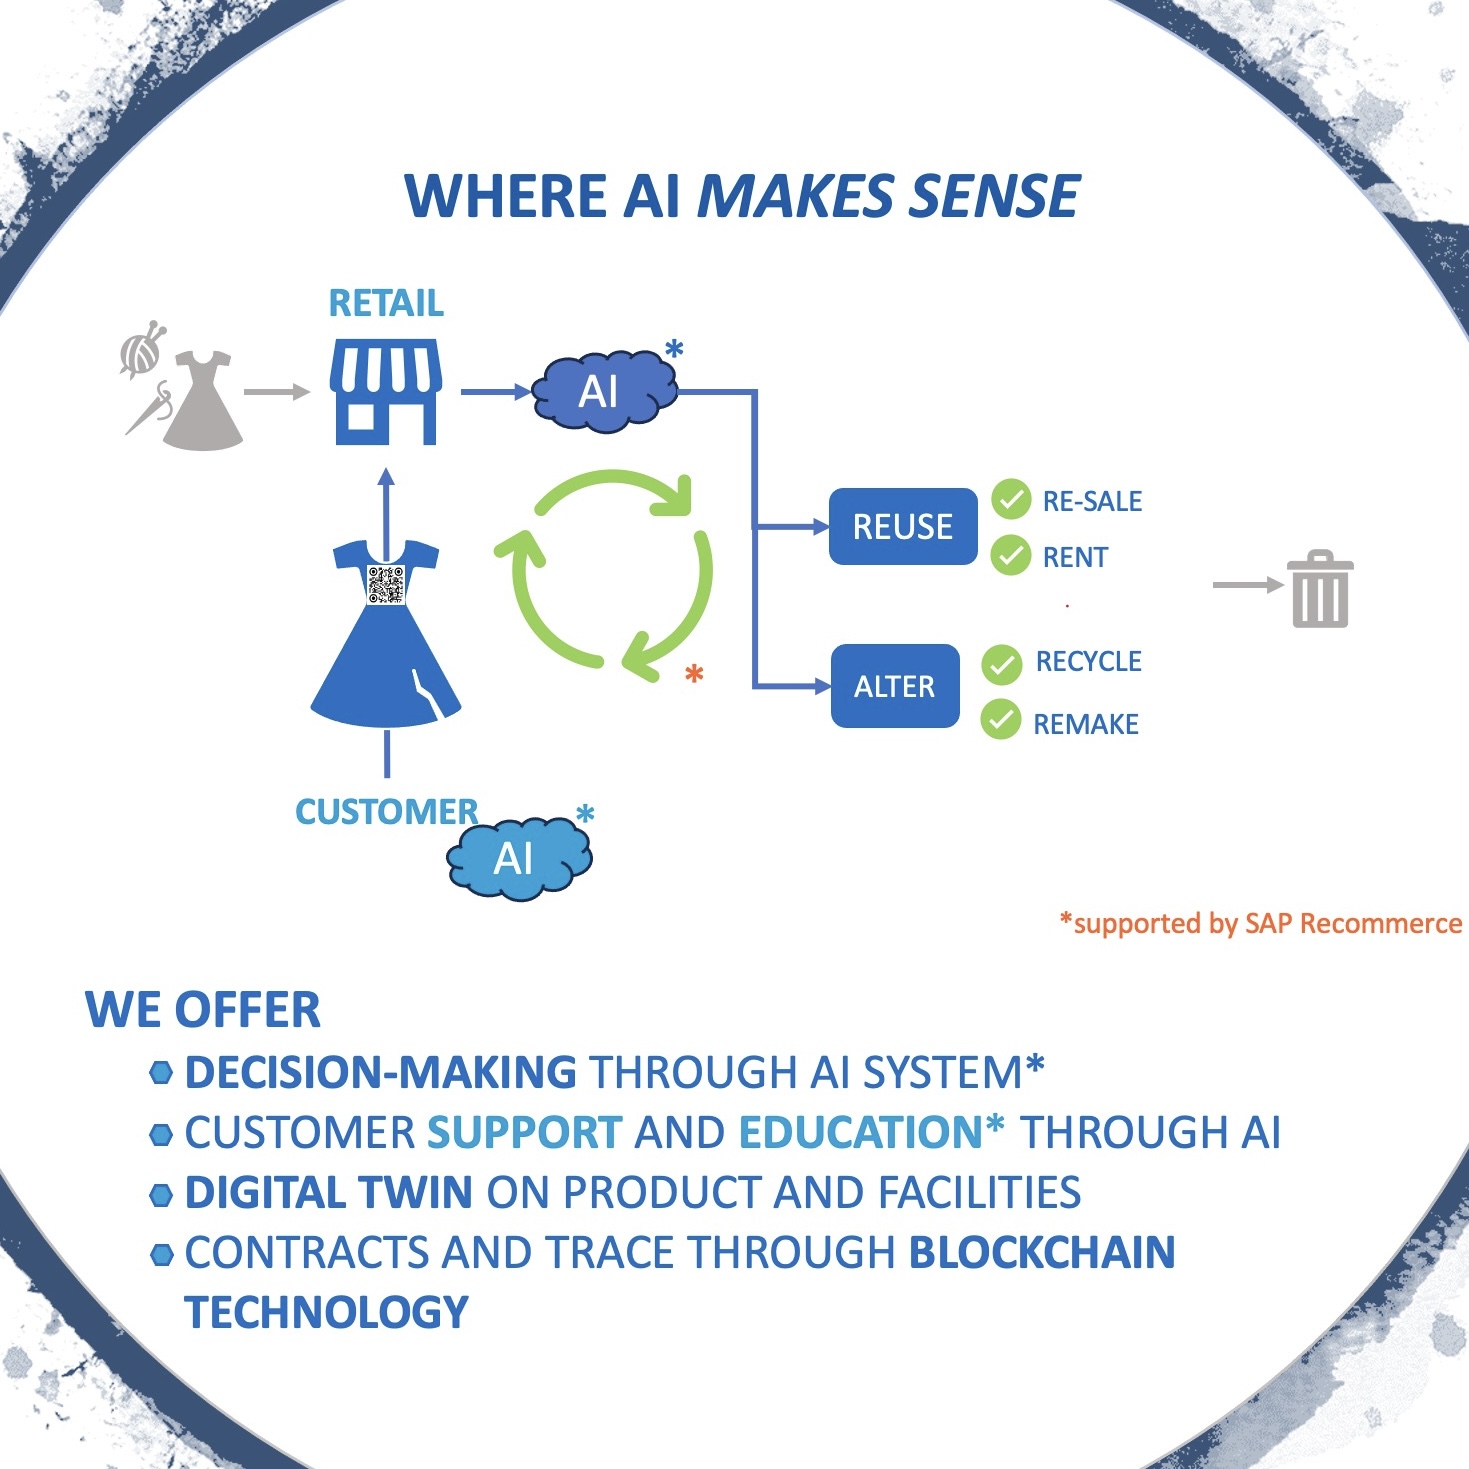 WHERE AI MAKES SENSE
RETAIL
AI *
REUSE
RE-SALE
RENT
*
ALTER
RECYCLE
REMAKE
CUSTOMER
AI *
*supported by SAP Recommerce
WE OFFER
DECISION-MAKING THROUGH AI SYSTEM*
CUSTOMER SUPPORT AND EDUCATION* THROUGH AI
DIGITAL TWIN ON PRODUCT AND FACILITIES
CONTRACTS AND TRACE THROUGH BLOCKCHAIN
TECHNOLOGY